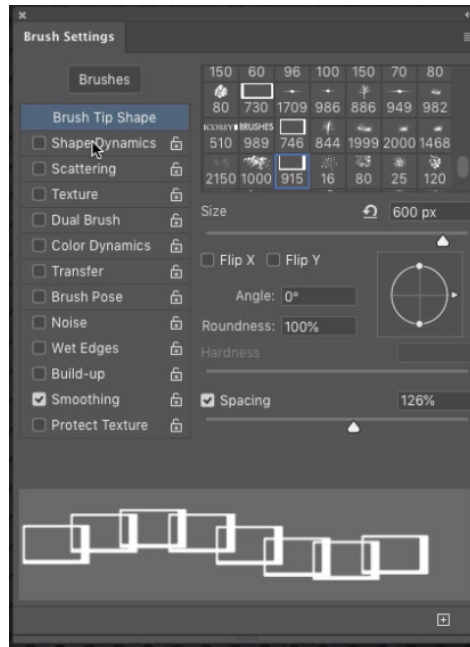 Brush Settings
Brushes
Brush Tip Shape
Shape Dynamics
Scattering
Texture
Dual Brush
Color Dynamics
Transfer
Brush Pose
Noise
Wet Edges
Build-up
Smoothing
Protect Texture
150 60 96 100 150 70 80
80 730 1709 986 886 949 982
BRUSHES
510 989 746 844 1999 2000 1468
2150 1000 915 16 80 25 120
Size 600 px
Flip X Flip Y
Angle: 0°
Roundness: 100%
Hardness
Spacing 126%